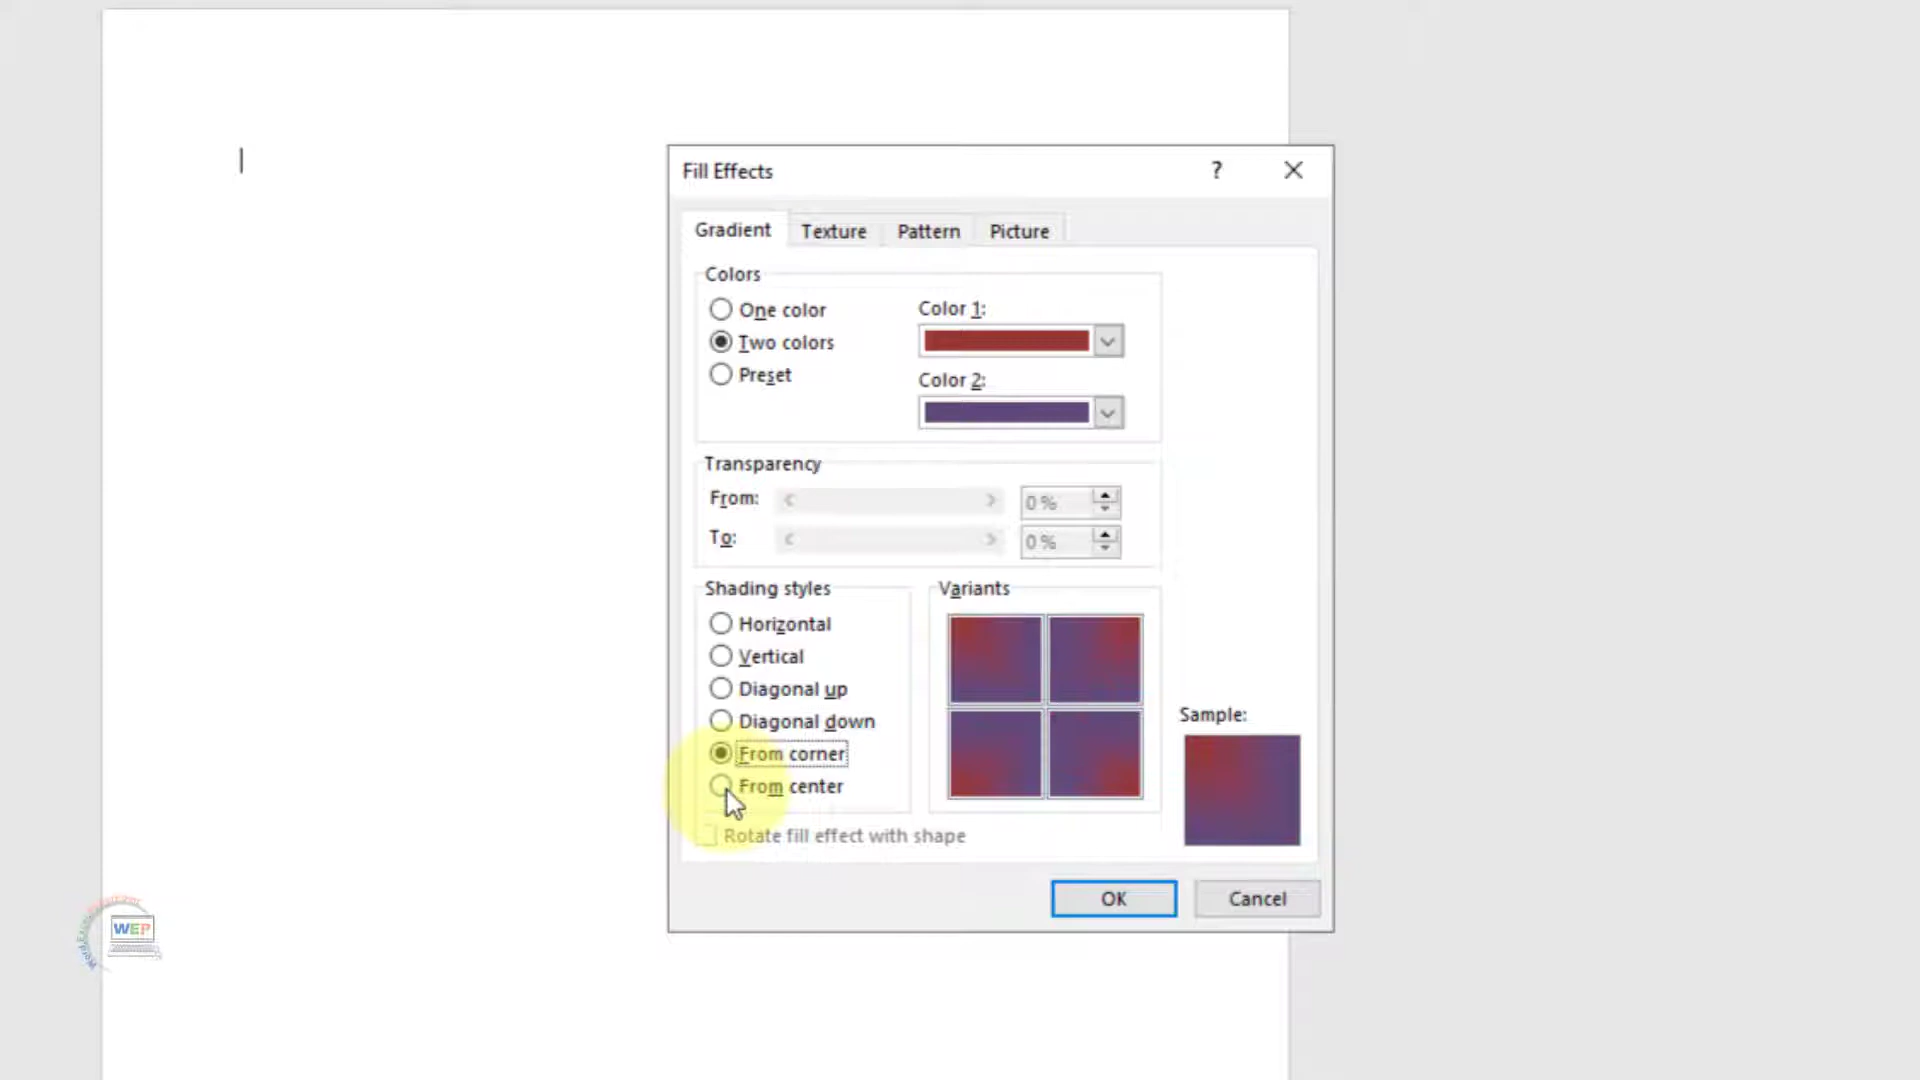 Fill Effects
?
Gradient
Texture
Pattern
Picture
Colors
One color
Two colors
Preset
Color 1:
Color 2:
Transparency
From:
0 %
To:
0 %
Shading styles
Horizontal
Vertical
Diagonal up
Diagonal down
From corner
From center
Variants
Sample:
Rotate fill effect with shape
OK
Cancel
WEP